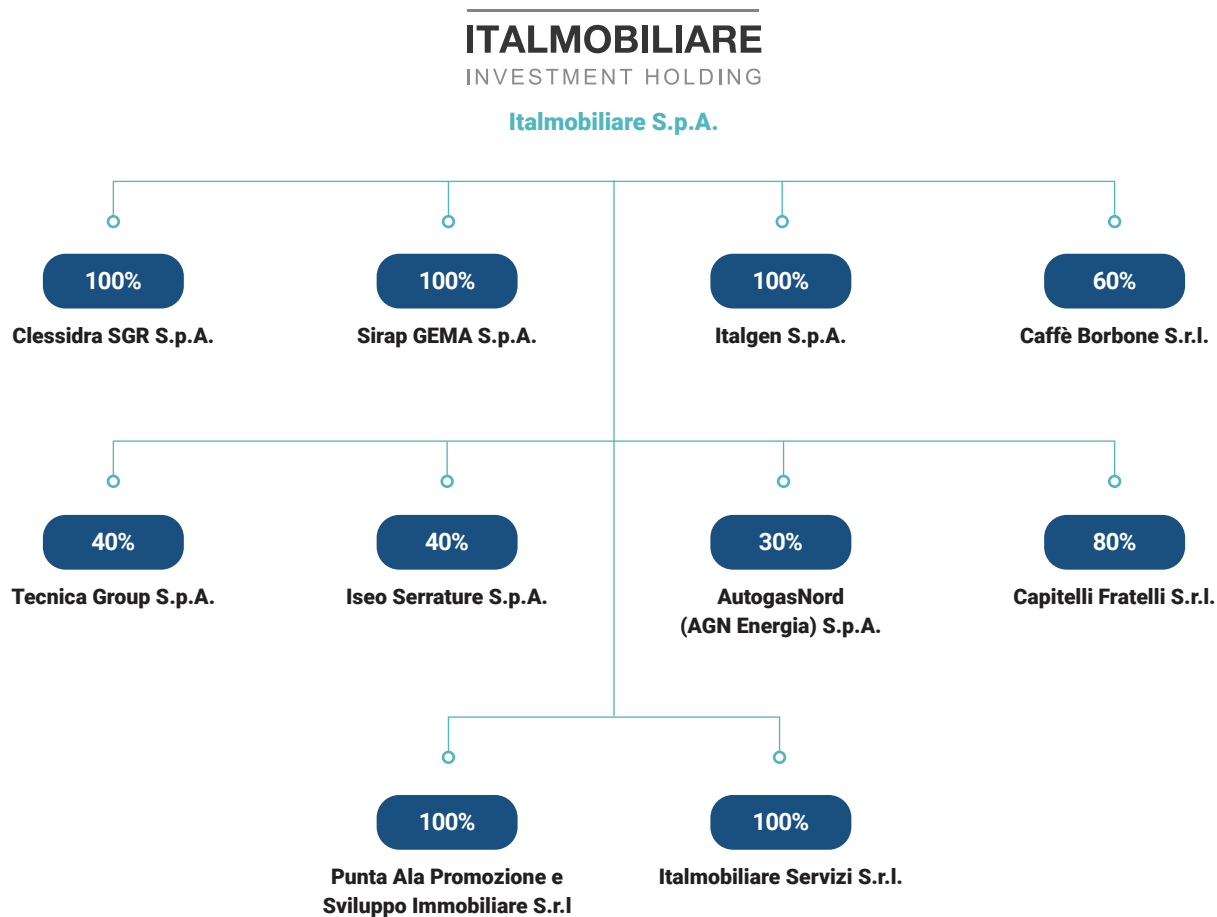 ITALMOBILIARE
INVESTMENT HOLDING
Italmobiliare S.p.A.
100%
100%
100%
60%
Clessidra SGR S.p.A.
Sirap GEMA S.p.A.
Italgen S.p.A.
Caffè Borbone S.r.l.
40%
40%
30%
80%
Tecnica Group S.p.A.
Iseo Serrature S.p.A.
AutogasNord
(AGN Energia) S.p.A.
Capitelli Fratelli S.r.l.
100%
100%
Punta Ala Promozione e
Sviluppo Immobiliare S.r.l
Italmobiliare Servizi S.r.l.